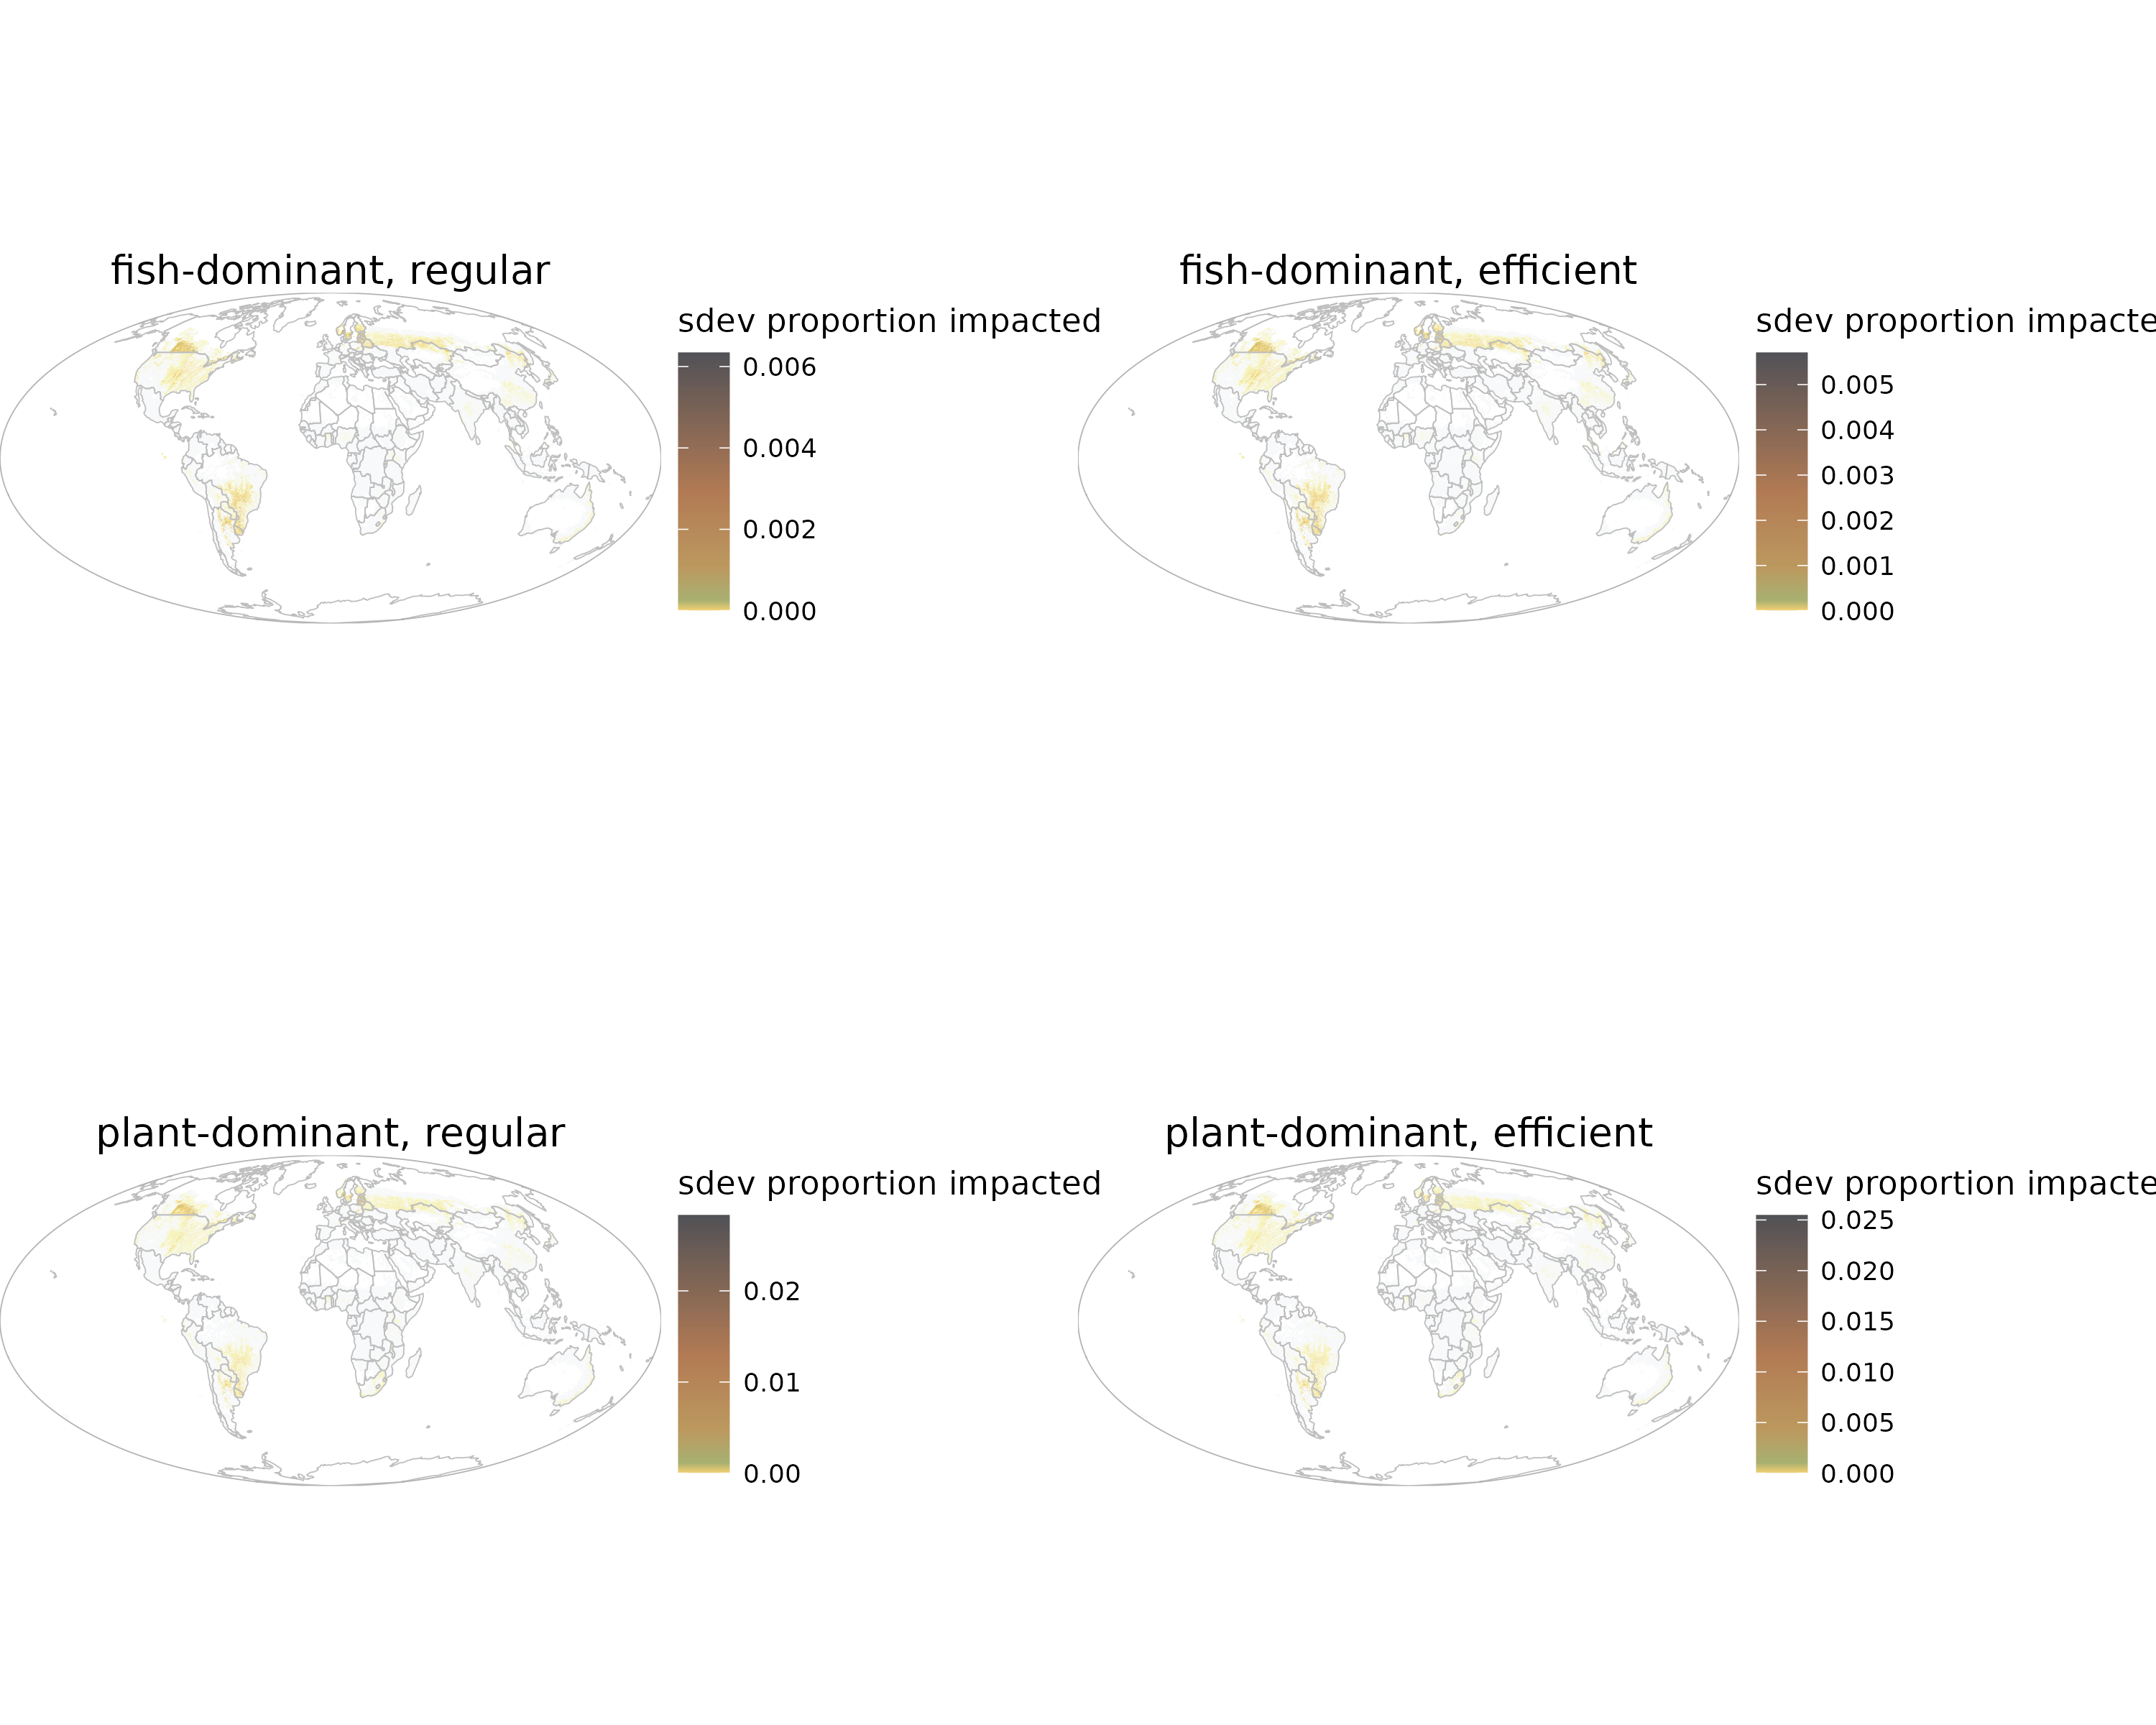 fish-dominant, regular
sdev proportion impacted
0.006
0.004
0.002
0.000
fish-dominant, efficient
sdev proportion impacte
0.005
0.004
0.003
0.002
0.001
0.000
plant-dominant, regular
sdev proportion impacted
0.02
0.01
0.00
plant-dominant, efficient
sdev proportion impacte
0.025
0.020
0.015
0.010
0.005
0.000